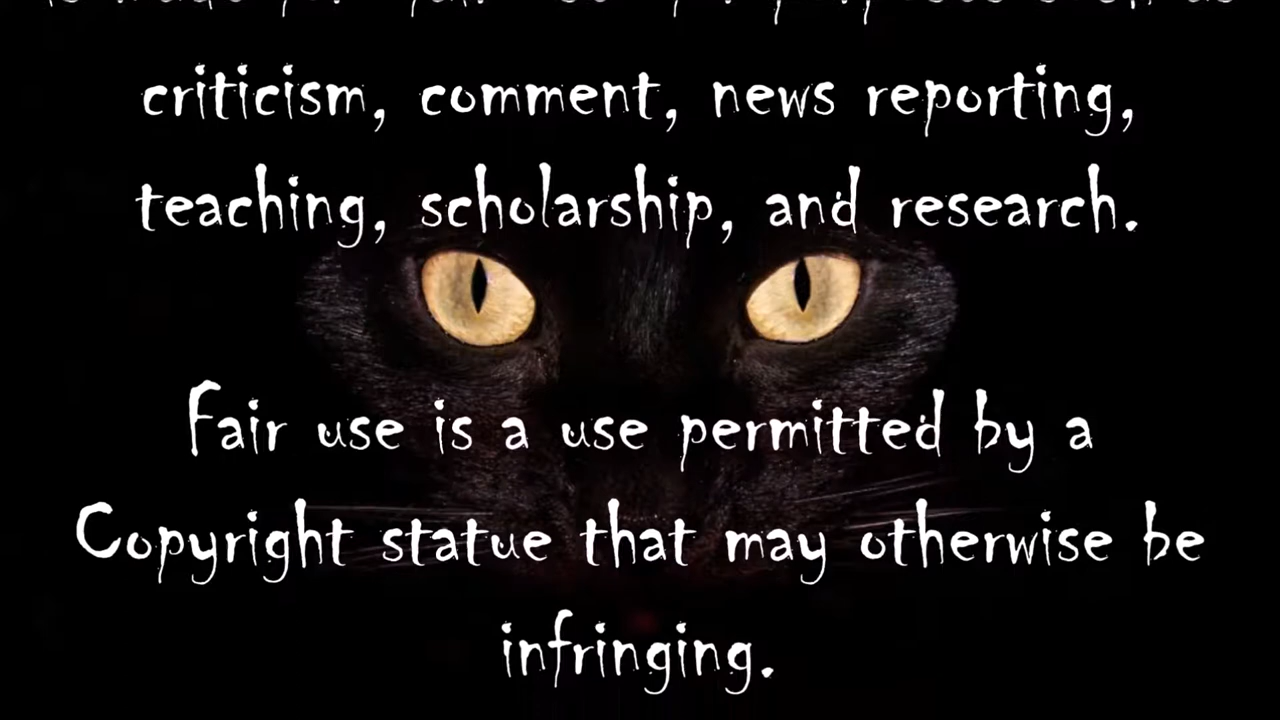 criticism, comment, news reporting,
teaching, scholarship, and research.
Fair use is a use permitted by a
Copyright statue that may otherwise be
infringing.